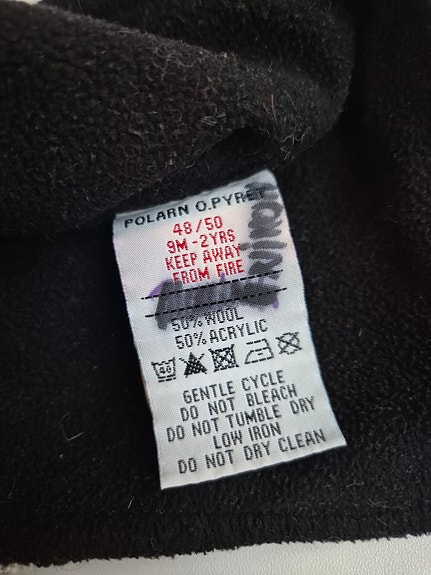 POLARN O.PYRET
48/50
9M-2YRS
KEEP AWAY
FROM FIRE
50% WOOL
50% ACRYLIC
40
GENTLE CYCLE
DO NOT BLEACH
DO NOT TUMBLE DRY
LOW IRON
DO NOT DRY CLEAN